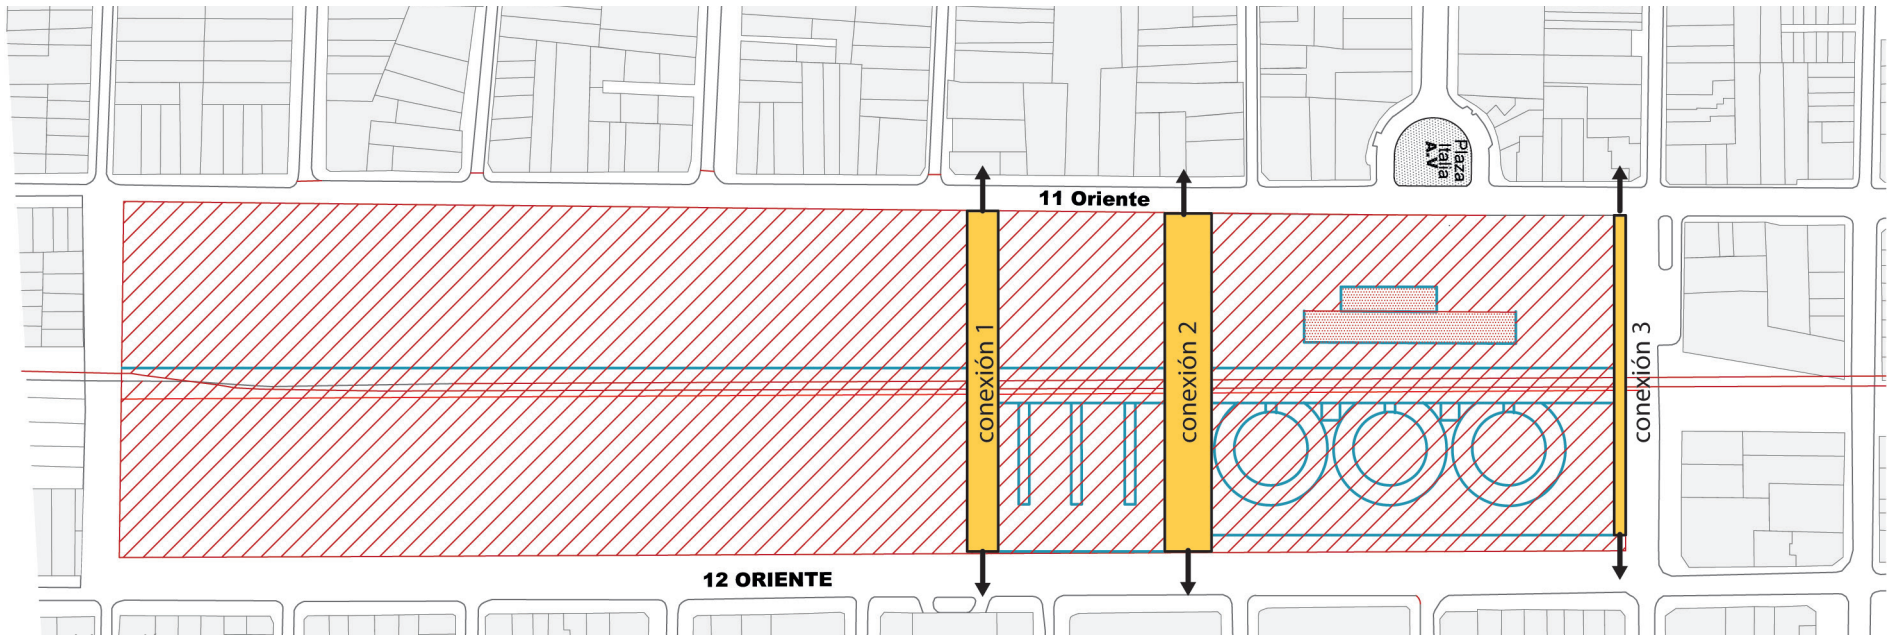 Plaza
Italia
A.V
11 Oriente
conexión 1
conexión 2
conexión 3
12 ORIENTE